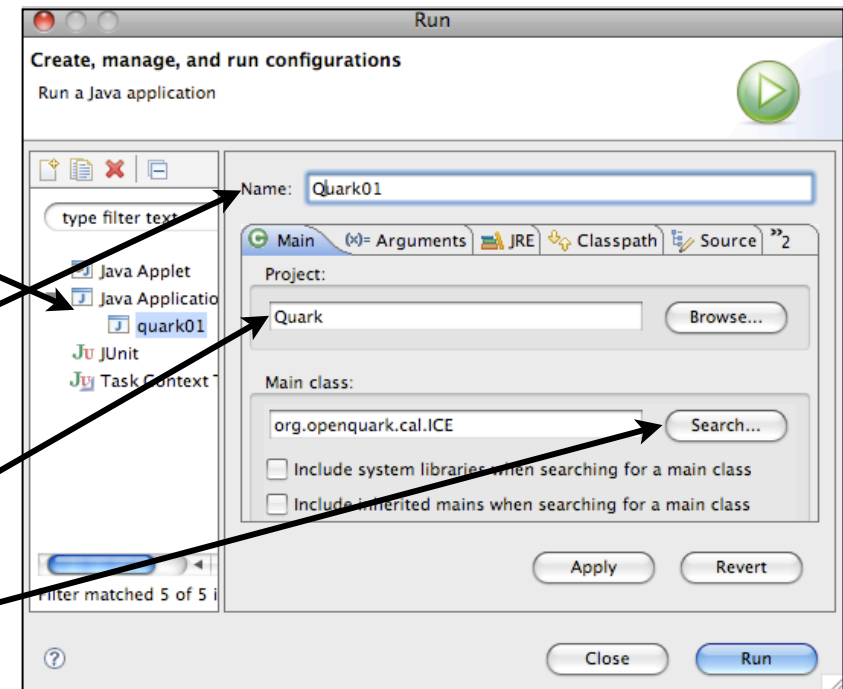 Run
Create, manage, and run configurations
Run a Java application
type filter text
Java Applet
Java Applicatio
quark01
JUnit
Task Context T
Filter matched 5 of 5 i
Name: Quark01
Main (x)= Arguments JRE Classpath Source »2
Project:
Quark Browse...
Main class:
org.openquark.cal.ICE Search...
Include system libraries when searching for a main class
Include inherited mains when searching for a main class
Apply Revert
? Close Run